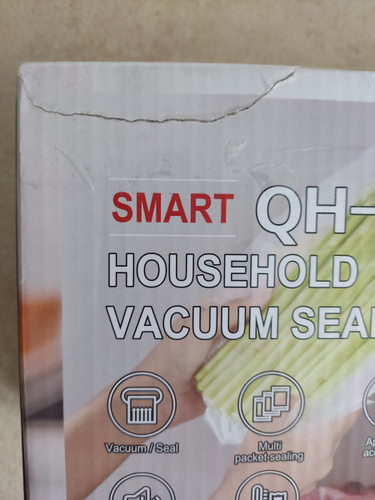 SMART QH-
HOUSEHOLD
VACUUM SEA
Vacuum / Seal
Multi
packet sealing